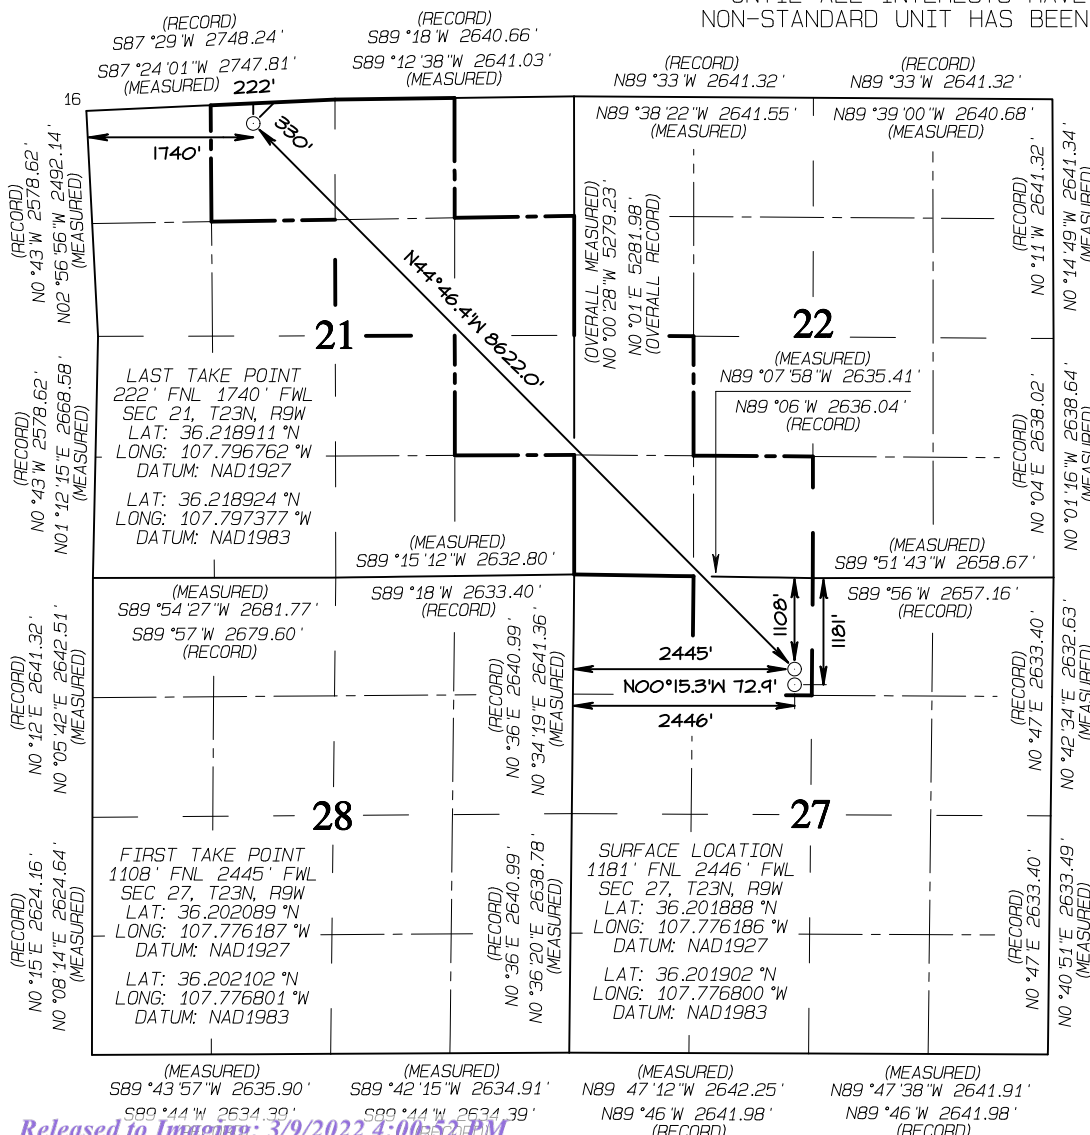 UNTIL ALL INTERESTS HAVE
NON-STANDARD UNIT HAS BEEN
(RECORD)
S87°29'W 2748.24'
S87°24'01"W 2747.81'
(MEASURED)
(RECORD)
S89°18'W 2640.66'
S89°12'38"W 2641.03'
(MEASURED)
(RECORD)
N89°33'W 2641.32'
N89°38'22"W 2641.55'
(MEASURED)
(RECORD)
N89°33'W 2641.32'
N89°39'00"W 2640.68'
(MEASURED)
16
222'
330'
1740'
(RECORD)
N0°43'W 2578.62'
N02°56'56"W 2492.14'
(MEASURED)
(OVERALL MEASURED)
N0°00'28"W 5279.23'
N0°01'E 5281.98'
(OVERALL RECORD)
(RECORD)
N0°11'W 2641.32'
N0°14'49"W 2641.34'
(MEASURED)
N44°46.4'W 8622.0'
21
22
LAST TAKE POINT
222' FNL 1740' FWL
SEC 21, T23N, R9W
LAT: 36.218911°N
LONG: 107.796762°W
DATUM: NAD1927
LAT: 36.218924°N
LONG: 107.797377°W
DATUM: NAD1983
(MEASURED)
N89°07'58"W 2635.41'
N89°06'W 2636.04'
(RECORD)
(RECORD)
N0°43'W 2578.62'
N01°12'15"E 2668.58'
(MEASURED)
(RECORD)
N0°04'E 2638.02'
N0°01'16"W 2638.64'
(MEASURED)
(MEASURED)
S89°15'12"W 2632.80'
S89°18'W 2633.40'
(RECORD)
(MEASURED)
S89°51'43"W 2658.67'
S89°56'W 2657.16'
(RECORD)
(MEASURED)
S89°54'27"W 2681.77'
S89°57'W 2679.60'
(RECORD)
1108'
1181'
2445'
N00°15.3'W 72.9'
2446'
(RECORD)
N0°12'E 2641.32'
N0°05'42"E 2642.51'
(MEASURED)
(RECORD)
N0°36'E 2640.99'
N0°34'19"E 2641.36'
(MEASURED)
(RECORD)
N0°47'E 2633.40'
N0°42'34"E 2632.63'
(MEASURED)
28
27
FIRST TAKE POINT
1108' FNL 2445' FWL
SEC 27, T23N, R9W
LAT: 36.202089°N
LONG: 107.776187°W
DATUM: NAD1927
LAT: 36.202102°N
LONG: 107.776801°W
DATUM: NAD1983
SURFACE LOCATION
1181' FNL 2446' FWL
SEC 27, T23N, R9W
LAT: 36.201888°N
LONG: 107.776186°W
DATUM: NAD1927
LAT: 36.201902°N
LONG: 107.776800°W
DATUM: NAD1983
(RECORD)
N0°15'E 2624.16'
N0°08'14"E 2624.64'
(MEASURED)
(RECORD)
N0°36'E 2640.99'
N0°36'20"E 2638.78'
(MEASURED)
(RECORD)
N0°47'E 2633.40'
N0°40'51"E 2633.49'
(MEASURED)
(MEASURED)
S89°43'57"W 2635.90'
S89°44'W 2634.39'
(MEASURED)
S89°42'15"W 2634.91'
S89°44'W 2634.39'
(MEASURED)
N89 47'12"W 2642.25'
N89°46'W 2641.98'
(RECORD)
(MEASURED)
N89°47'38"W 2641.91'
N89°46'W 2641.98'
(RECORD)
Released to Imaging: 3/9/2022 4:00:52 PM